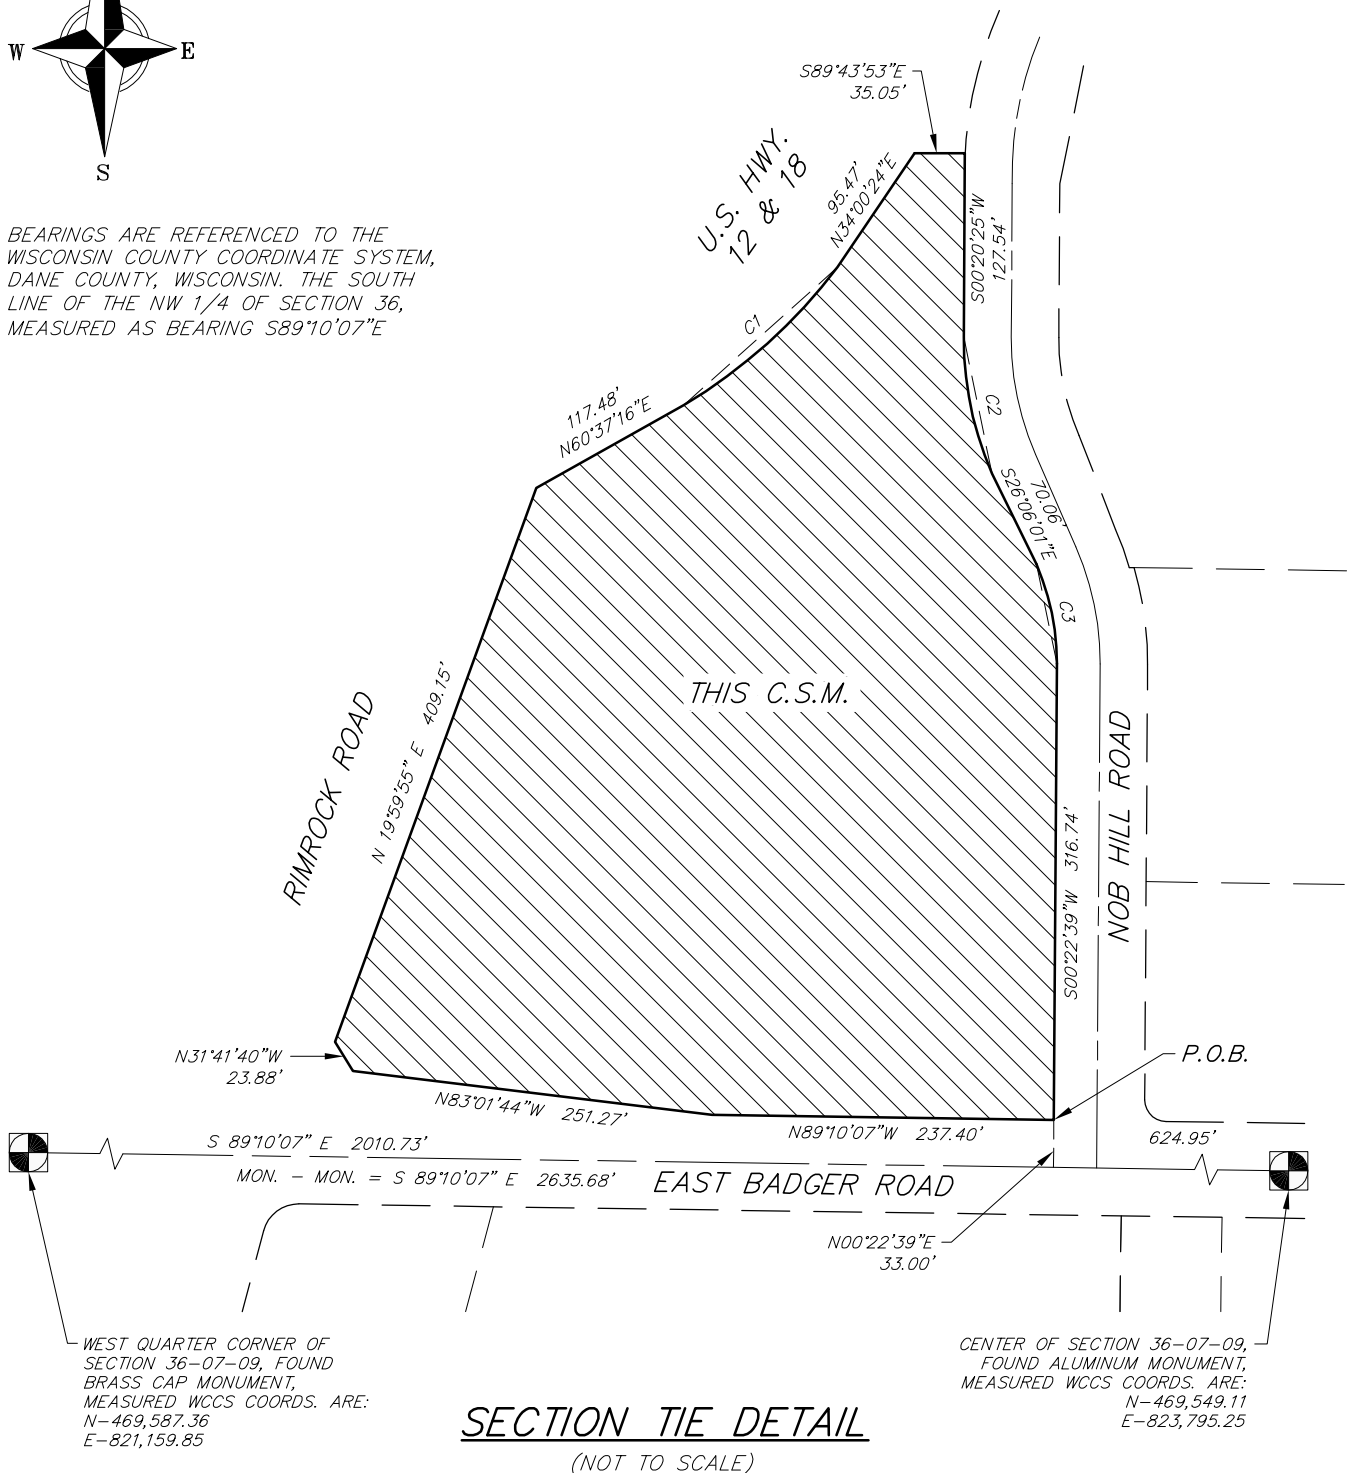 W
E
S
BEARINGS ARE REFERENCED TO THE
WISCONSIN COUNTY COORDINATE SYSTEM,
DANE COUNTY, WISCONSIN. THE SOUTH
LINE OF THE NW 1/4 OF SECTION 36,
MEASURED AS BEARING S89°10'07"E
S89°43'53"E
35.05'
U.S. HWY.
12 & 18
95.47'
N34°00'24"E
S00°20'25"W
127.54'
C1
117.48'
N60°37'16"E
C2
70.06'
S26°06'01"E
C3
THIS C.S.M.
RIMROCK ROAD
N 19°59'55" E 409.15'
S00°22'39"W 316.74'
NOB HILL ROAD
P.O.B.
N31°41'40"W
23.88'
N83°01'44"W 251.27'
N89°10'07"W 237.40'
624.95'
S 89°10'07" E 2010.73'
MON. - MON. = S 89°10'07" E 2635.68'
EAST BADGER ROAD
N00°22'39"E
33.00'
WEST QUARTER CORNER OF
SECTION 36-07-09, FOUND
BRASS CAP MONUMENT,
MEASURED WCCS COORDS. ARE:
N-469,587.36
E-821,159.85
CENTER OF SECTION 36-07-09,
FOUND ALUMINUM MONUMENT,
MEASURED WCCS COORDS. ARE:
N-469,549.11
E-823,795.25
SECTION TIE DETAIL
(NOT TO SCALE)